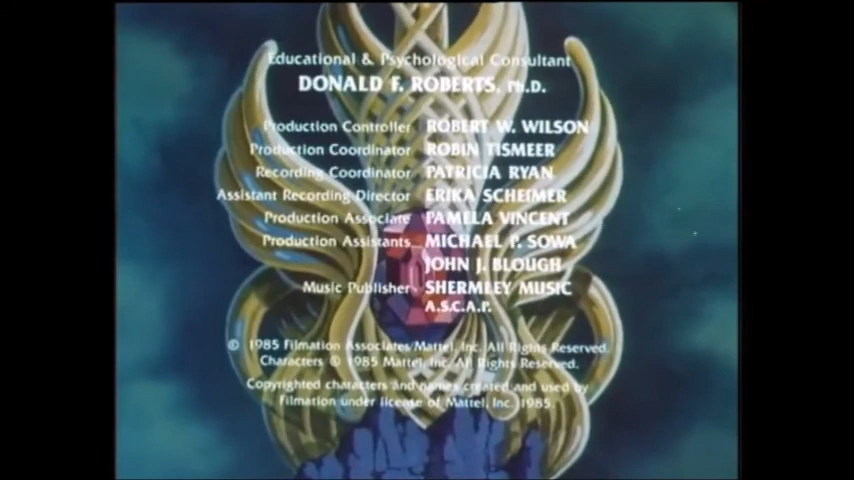 Educational & Psychological Consultant
DONALD F. ROBERTS, Ph.D.
Production Controller ROBERT W. WILSON
Production Coordinator ROBIN TISMEER
Recording Coordinator PATRICIA RYAN
Assistant Recording Director ERIKA SCHEIMER
Production Associate PAMELA VINCENT
Production Assistants MICHAEL P. SOWA
JOHN J. BLOUGH
Music Publisher SHERMLEY MUSIC
A.S.C.A.P.
© 1985 Filmation Associates/Mattel, Inc. All Rights Reserved.
Characters © 1985 Mattel, Inc. All Rights Reserved.
Copyrighted characters and names created and used by
Filmation under license of Mattel, Inc. 1985.